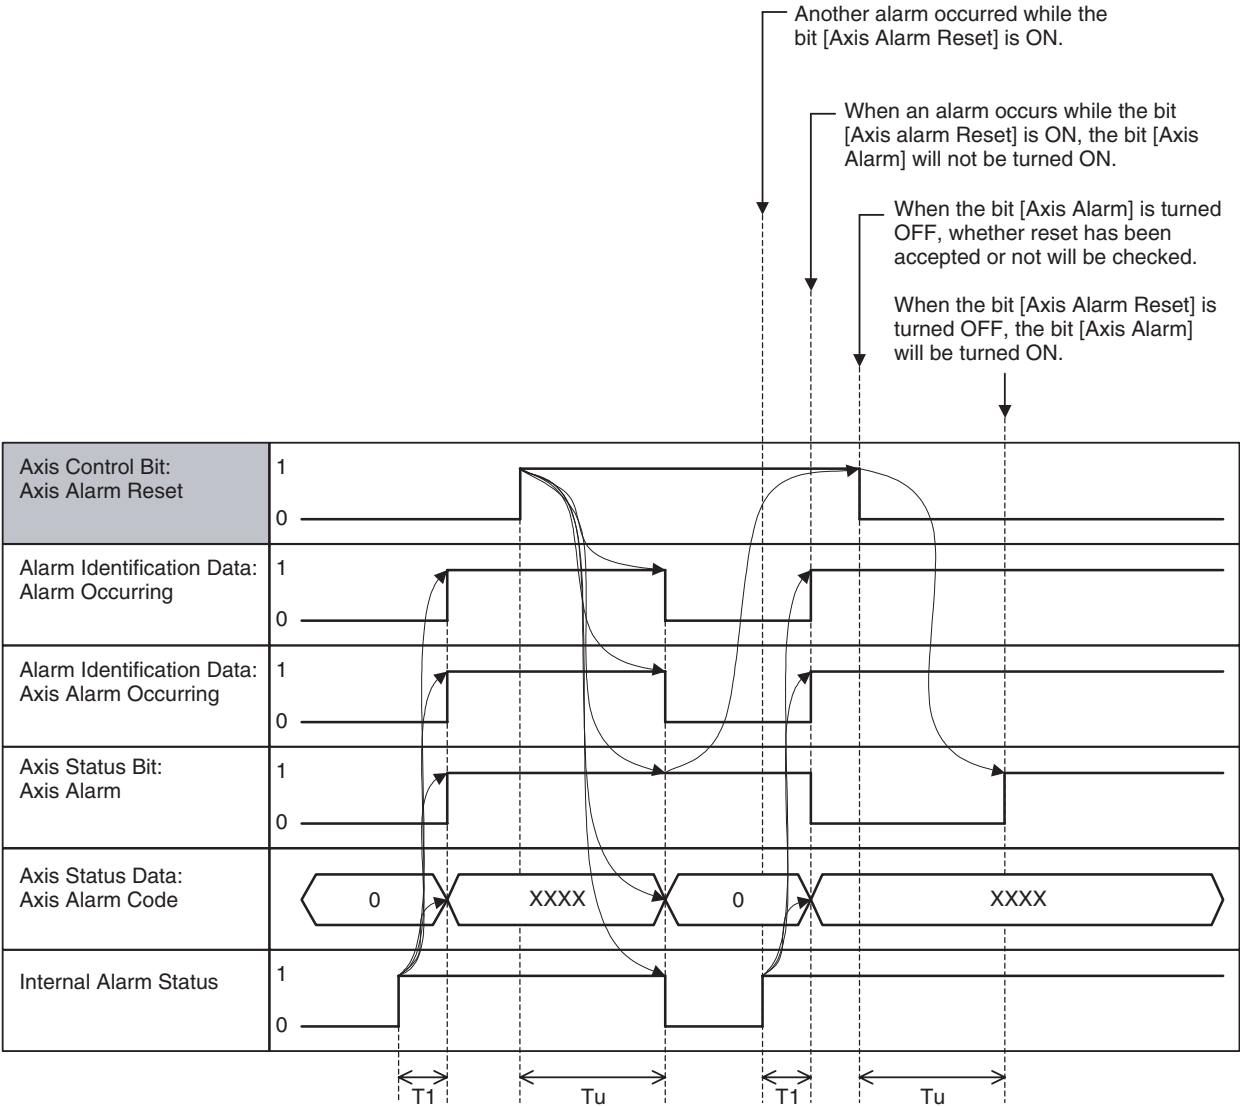 Another alarm occurred while the
bit [Axis Alarm Reset] is ON.
When an alarm occurs while the bit
[Axis alarm Reset] is ON, the bit [Axis
Alarm] will not be turned ON.
When the bit [Axis Alarm] is turned
OFF, whether reset has been
accepted or not will be checked.
When the bit [Axis Alarm Reset] is
turned OFF, the bit [Axis Alarm]
will be turned ON.
Axis Control Bit:
Axis Alarm Reset
1
0
Alarm Identification Data:
Alarm Occurring
1
0
Alarm Identification Data:
Axis Alarm Occurring
1
0
Axis Status Bit:
Axis Alarm
1
0
Axis Status Data:
Axis Alarm Code
0 XXXX 0 XXXX
Internal Alarm Status
1
0
T1 Tu T1 Tu